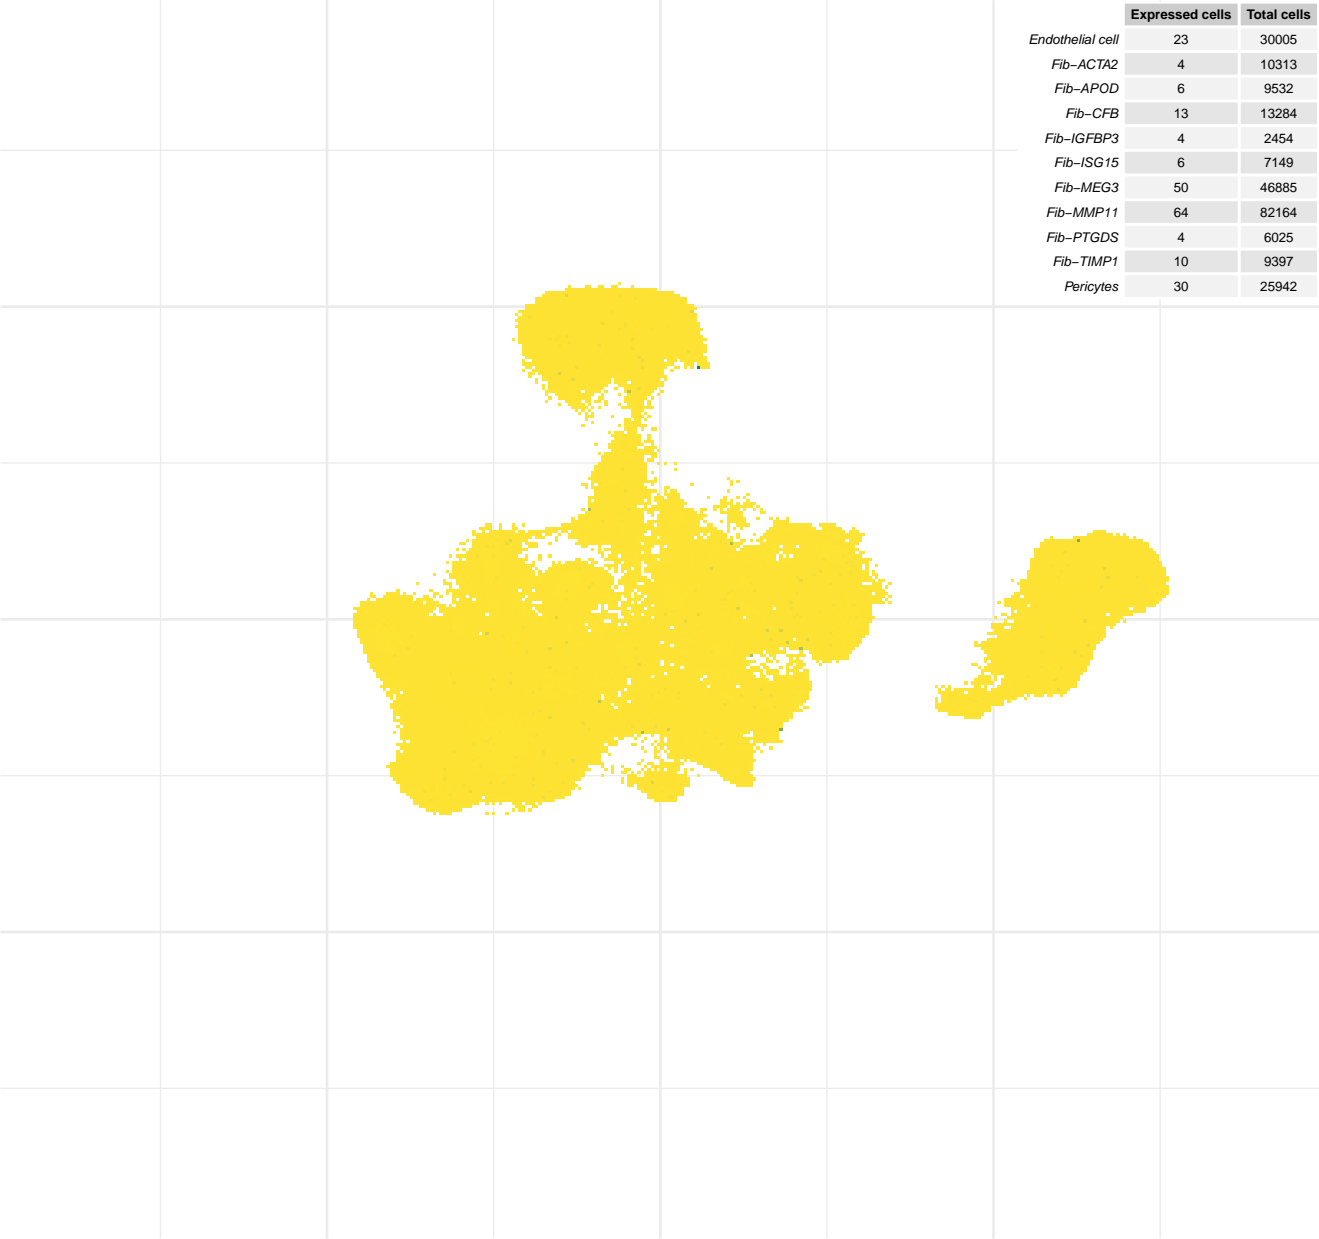 Expressed cells Total cells
Endothelial cell 23 30005
Fib−ACTA2 4 10313
Fib−APOD 6 9532
Fib−CFB 13 13284
Fib−IGFBP3 4 2454
Fib−ISG15 6 7149
Fib−MEG3 50 46885
Fib−MMP11 64 82164
Fib−PTGDS 4 6025
Fib−TIMP1 10 9397
Pericytes 30 25942